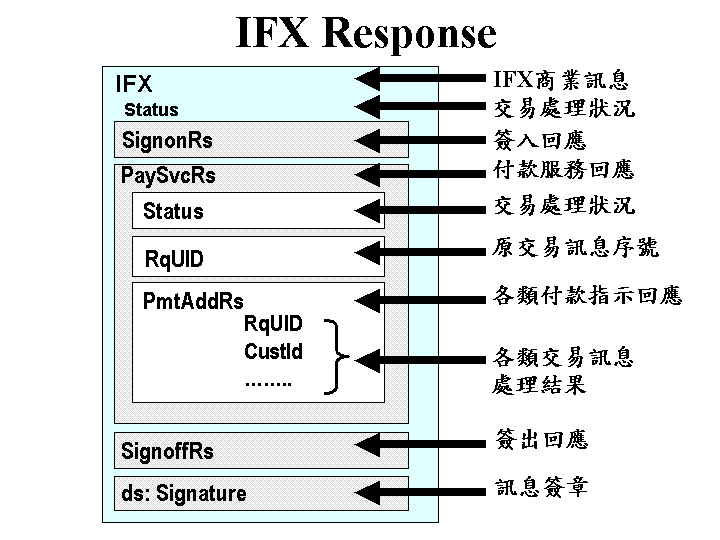 IFX Response
IFX
IFX商業訊息
Status
交易處理狀況
SignonRs
簽入回應
PaySvcRs
付款服務回應
Status
交易處理狀況
RqUID
原交易訊息序號
PmtAddRs
各類付款指示回應
RqUID
CustId
........
各類交易訊息
處理結果
SignoffRs
簽出回應
ds: Signature
訊息簽章